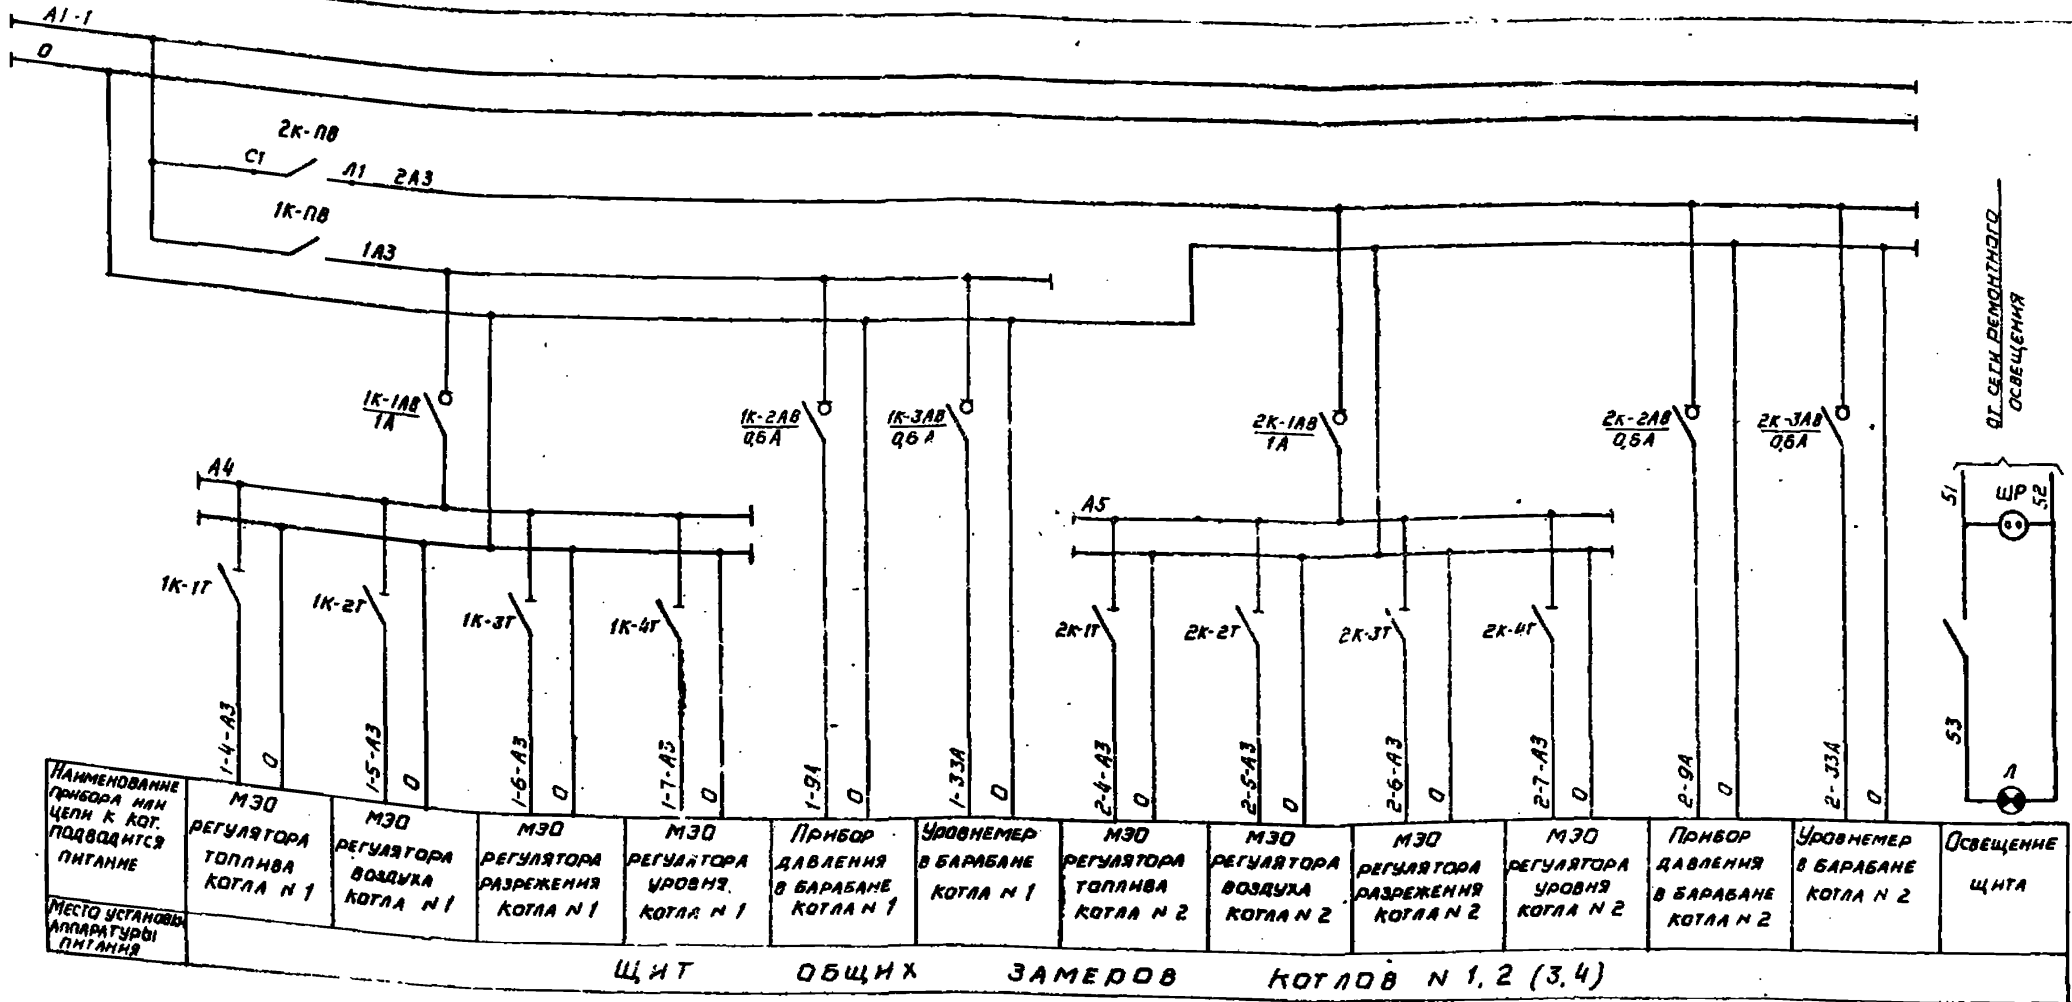 А1-1
0
2К-ПВ
С1
Л1 2А3
1К-ПВ
1А3
ОТ СЕТИ РЕМОНТНОГО
ОСВЕЩЕНИЯ
1К-1АВ
1А
1К-2АВ
0,6А
1К-3АВ
0,6А
2К-1АВ
1А
2К-2АВ
0,6А
2К-3АВ
0,6А
А4
А5
51
ШР
52
1К-1Т
1К-2Т
1К-3Т
1К-4Т
2К-1Т
2К-2Т
2К-3Т
2К-4Т
53
Л
1-4-А3
0
1-5-А3
0
1-6-А3
0
1-7-А3
0
1-9А
0
1-33А
0
2-4-А3
0
2-5-А3
0
2-6-А3
0
2-7-А3
0
2-9А
0
2-33А
0
НАИМЕНОВАНИЕ
ПРИБОРА ИЛИ
ЦЕПИ К КОТ.
ПОДВОДИТСЯ
ПИТАНИЕ
МЭО
РЕГУЛЯТОРА
ТОПЛИВА
КОТЛА N 1
МЭО
РЕГУЛЯТОРА
ВОЗДУХА
КОТЛА N 1
МЭО
РЕГУЛЯТОРА
РАЗРЕЖЕНИЯ
КОТЛА N 1
МЭО
РЕГУЛЯТОРА
УРОВНЯ
КОТЛА N 1
ПРИБОР
ДАВЛЕНИЯ
В БАРАБАНЕ
КОТЛА N 1
УРОВНЕМЕР
В БАРАБАНЕ
КОТЛА N 1
МЭО
РЕГУЛЯТОРА
ТОПЛИВА
КОТЛА N 2
МЭО
РЕГУЛЯТОРА
ВОЗДУХА
КОТЛА N 2
МЭО
РЕГУЛЯТОРА
РАЗРЕЖЕНИЯ
КОТЛА N 2
МЭО
РЕГУЛЯТОРА
УРОВНЯ
КОТЛА N 2
ПРИБОР
ДАВЛЕНИЯ
В БАРАБАНЕ
КОТЛА N 2
УРОВНЕМЕР
В БАРАБАНЕ
КОТЛА N 2
ОСВЕЩЕНИЕ
ЩИТА
МЕСТО УСТАНОВКИ
АППАРАТУРЫ
ПИТАНИЯ
ЩИТ ОБЩИХ ЗАМЕРОВ КОТЛОВ N 1, 2 (3,4)